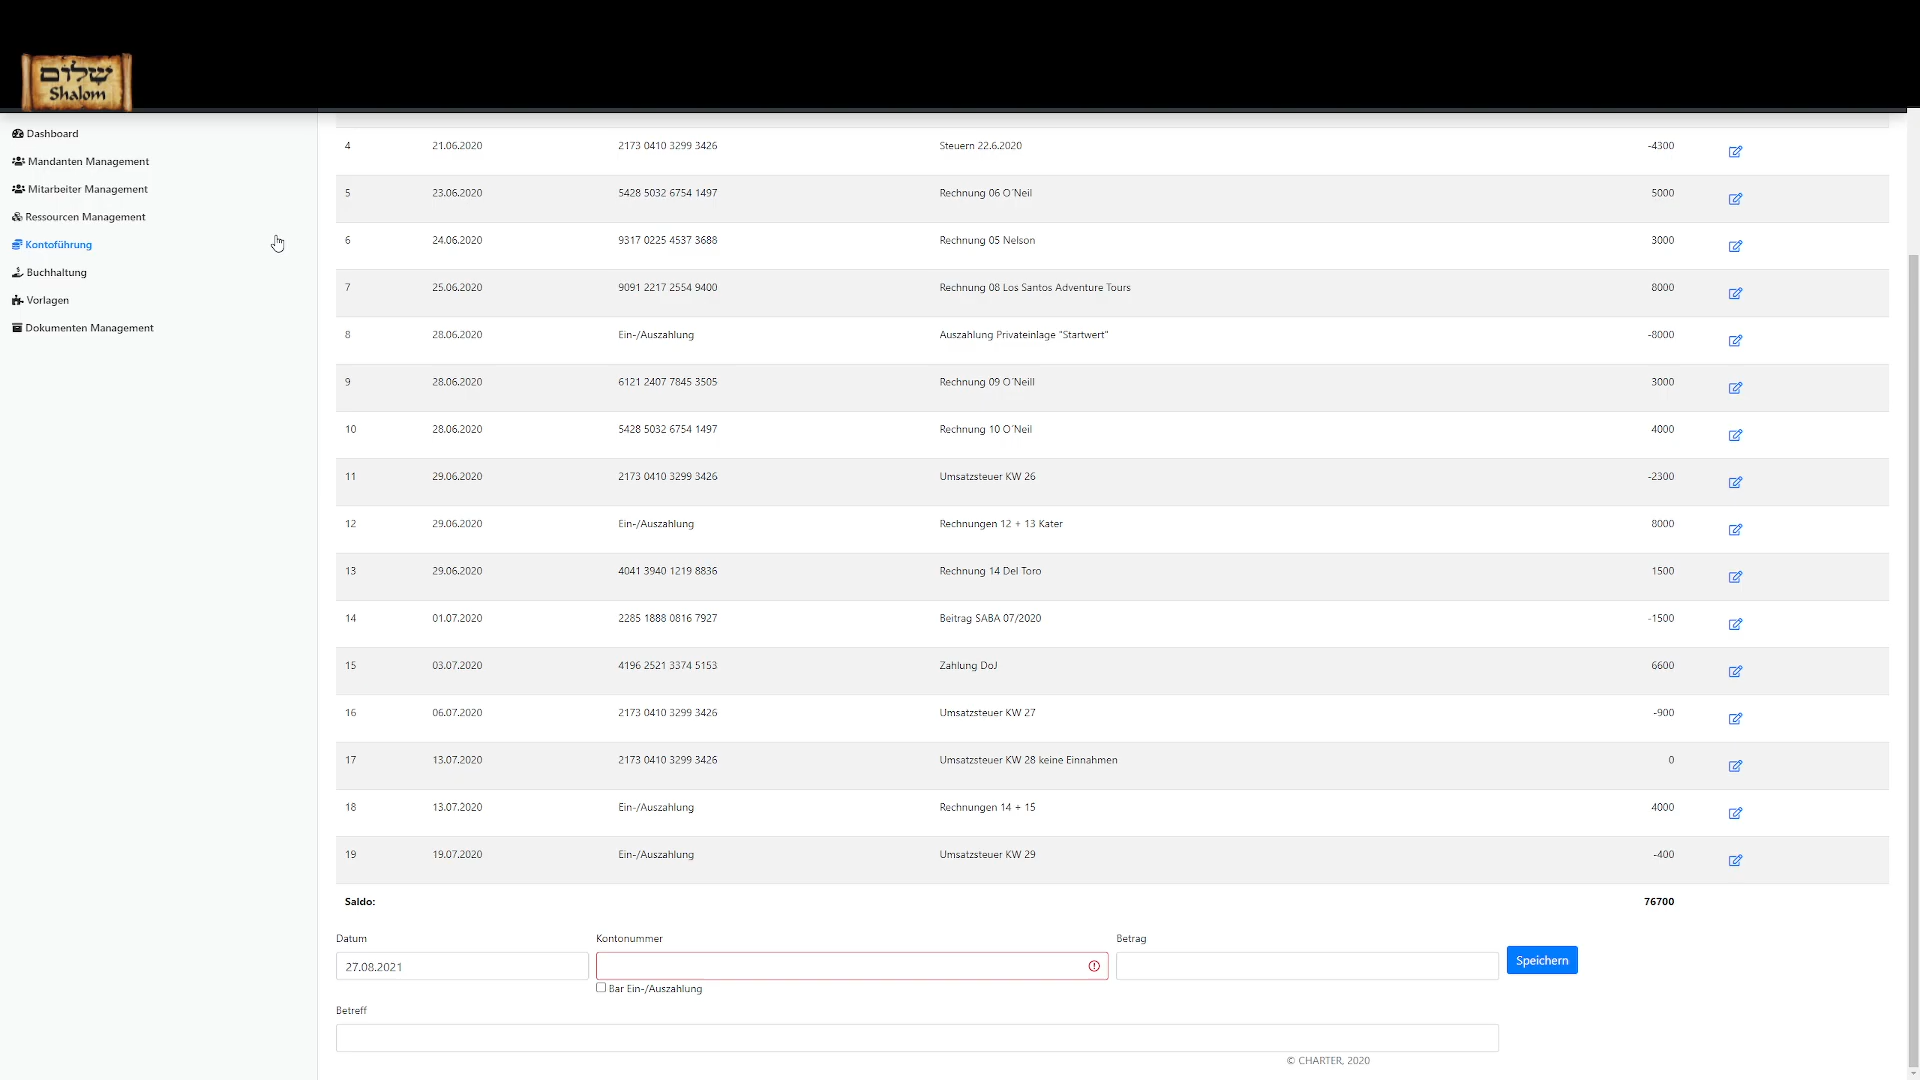 שלום
Shalom
Dashboard
Mandanten Management
Mitarbeiter Management
Ressourcen Management
Kontoführung
Buchhaltung
Vorlagen
Dokumenten Management
4 21.06.2020 2173 0410 3299 3426 Steuern 22.6.2020 -4300
5 23.06.2020 5428 5032 6754 1497 Rechnung 06 O´Neil 5000
6 24.06.2020 9317 0225 4537 3688 Rechnung 05 Nelson 3000
7 25.06.2020 9091 2217 2554 9400 Rechnung 08 Los Santos Adventure Tours 8000
8 28.06.2020 Ein-/Auszahlung Auszahlung Privateinlage "Startwert" -8000
9 28.06.2020 6121 2407 7845 3505 Rechnung 09 O´Neill 3000
10 28.06.2020 5428 5032 6754 1497 Rechnung 10 O´Neil 4000
11 29.06.2020 2173 0410 3299 3426 Umsatzsteuer KW 26 -2300
12 29.06.2020 Ein-/Auszahlung Rechnungen 12 + 13 Kater 8000
13 29.06.2020 4041 3940 1219 8836 Rechnung 14 Del Toro 1500
14 01.07.2020 2285 1888 0816 7927 Beitrag SABA 07/2020 -1500
15 03.07.2020 4196 2521 3374 5153 Zahlung DoJ 6600
16 06.07.2020 2173 0410 3299 3426 Umsatzsteuer KW 27 -900
17 13.07.2020 2173 0410 3299 3426 Umsatzsteuer KW 28 keine Einnahmen 0
18 13.07.2020 Ein-/Auszahlung Rechnungen 14 + 15 4000
19 19.07.2020 Ein-/Auszahlung Umsatzsteuer KW 29 -400
Saldo: 76700
Datum Kontonummer Betrag
27.08.2021 Speichern
Bar Ein-/Auszahlung
Betreff
© CHARTER, 2020